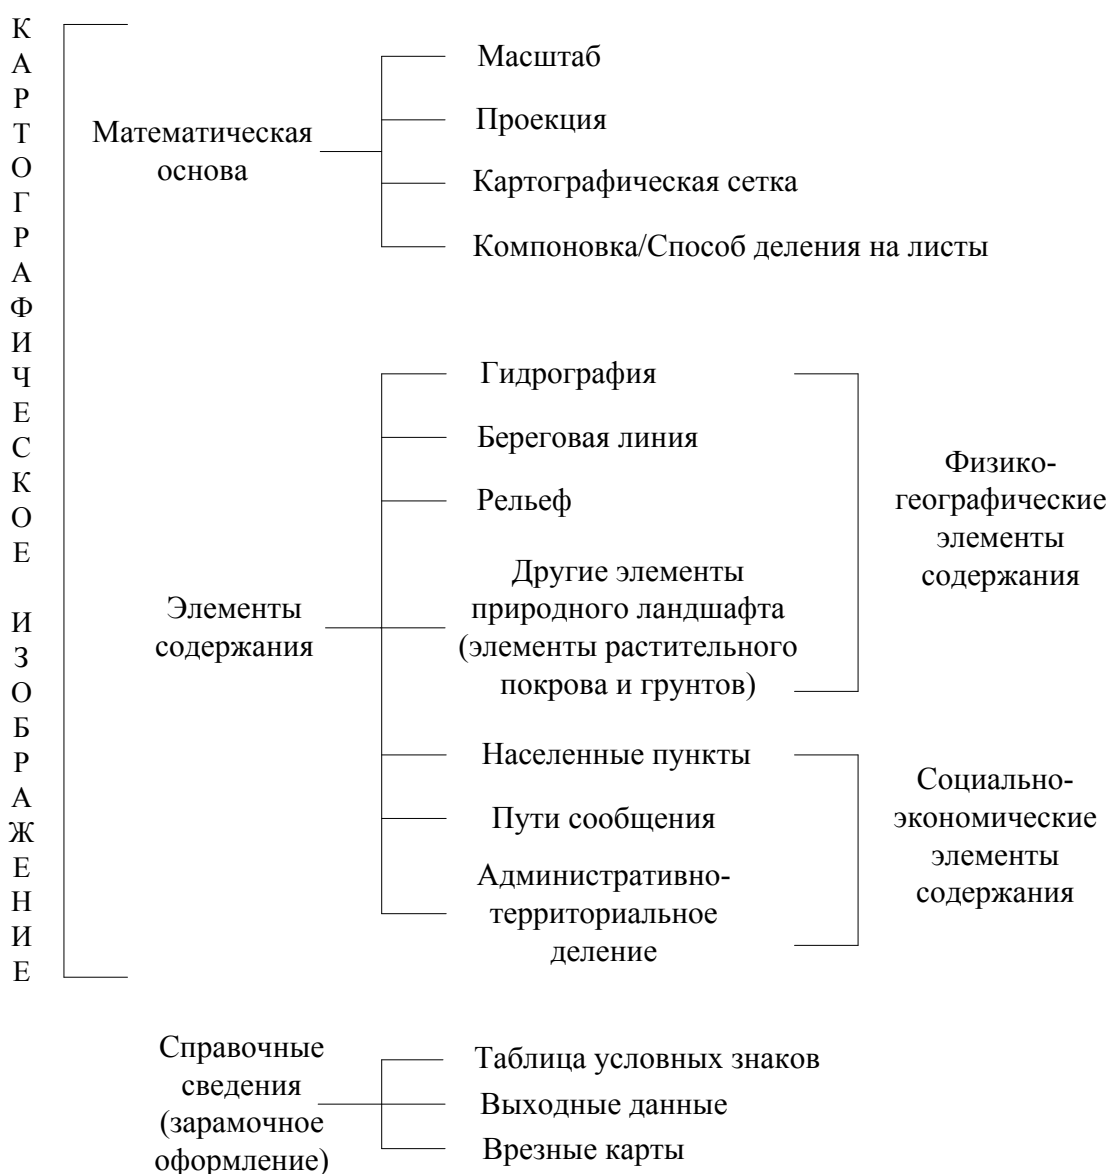 КАРТОГРАФИЧЕСКОЕ ИЗОБРАЖЕНИЕ
Математическая
основа
Масштаб
Проекция
Картографическая сетка
Компоновка/Способ деления на листы
Элементы
содержания
Гидрография
Береговая линия
Рельеф
Другие элементы
природного ландшафта
(элементы растительного
покрова и грунтов)
Населенные пункты
Пути сообщения
Административно-
территориальное
деление
Физико-
географические
элементы
содержания
Социально-
экономические
элементы
содержания
Справочные
сведения
(зарамочное
оформление)
Таблица условных знаков
Выходные данные
Врезные карты